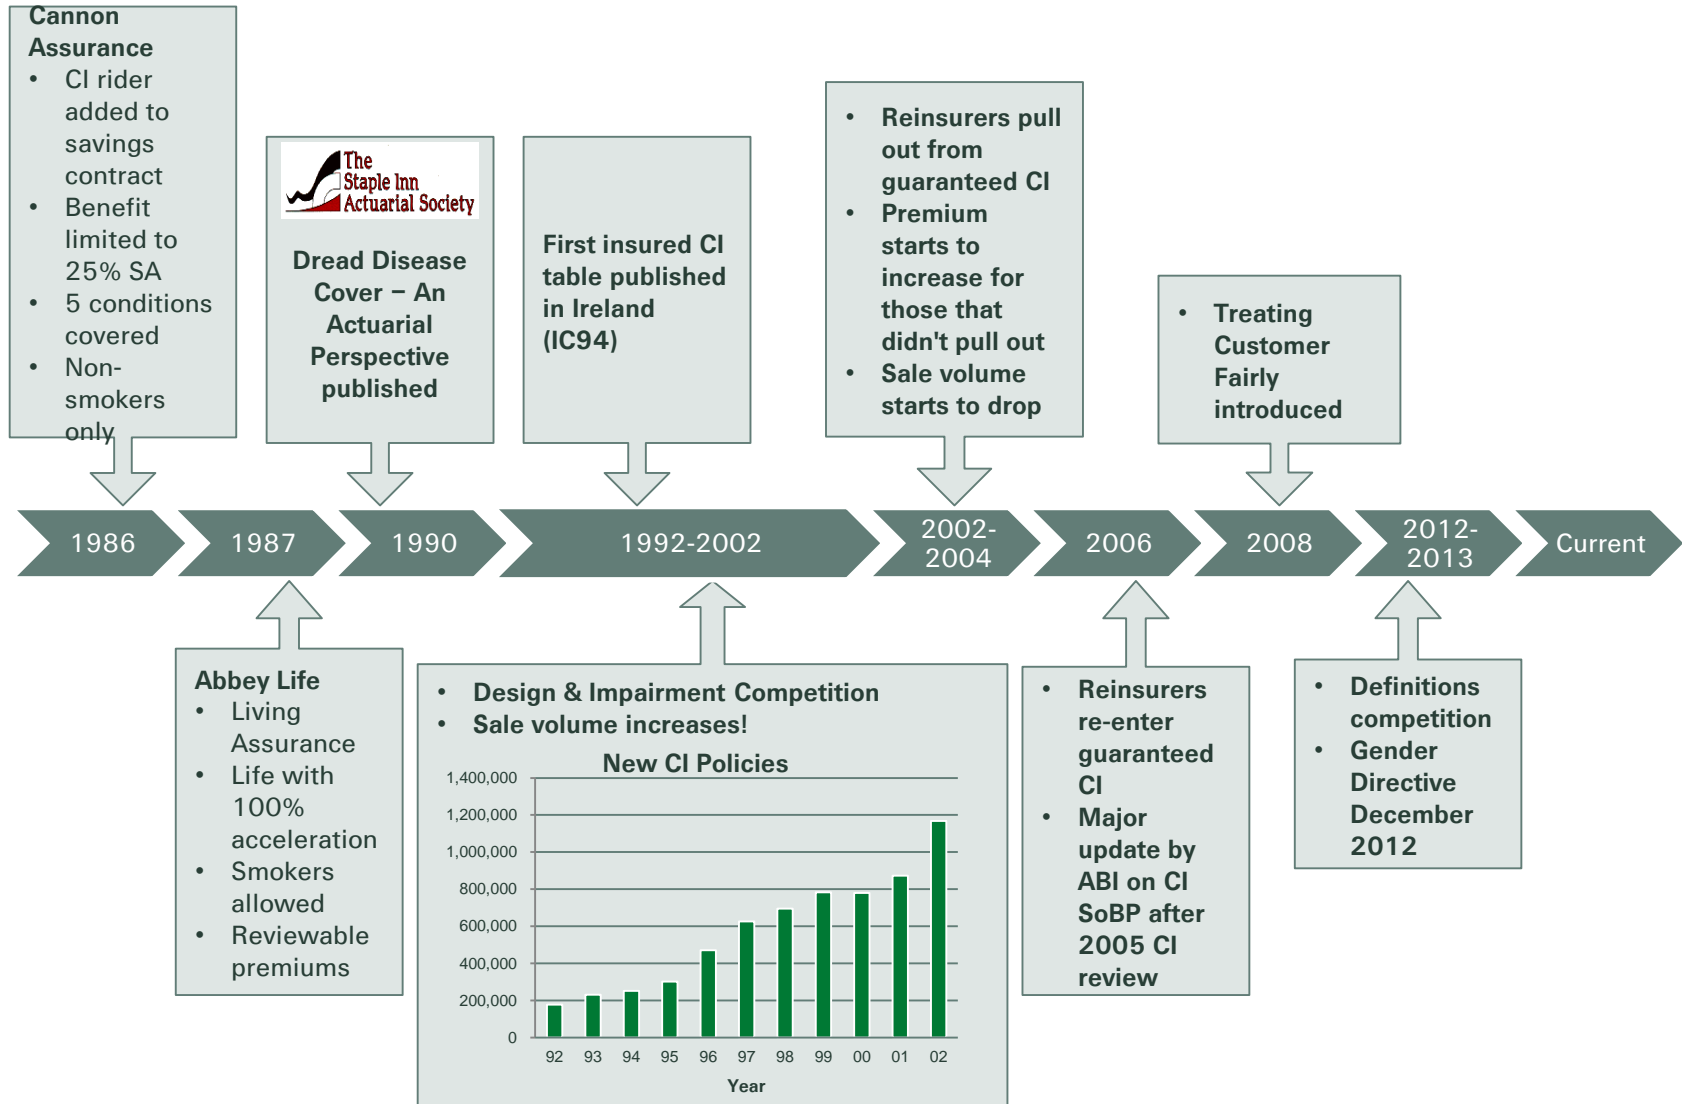 Cannon
Assurance
• CI rider
added to
savings
contract
• Benefit
limited to
25% SA
• 5 conditions
covered
• Non-
smokers
only
The
Staple Inn
Actuarial Society
Dread Disease
Cover – An
Actuarial
Perspective
published
First insured CI
table published
in Ireland
(IC94)
• Reinsurers pull
out from
guaranteed CI
• Premium
starts to
increase for
those that
didn't pull out
• Sale volume
starts to drop
• Treating
Customer
Fairly
introduced
1986
1987
1990
1992-2002
2002-
2004
2006
2008
2012-
2013
Current
Abbey Life
• Living
Assurance
• Life with
100%
acceleration
• Smokers
allowed
• Reviewable
premiums
• Design & Impairment Competition
• Sale volume increases!
New CI Policies
1,400,000
1,200,000
1,000,000
800,000
600,000
400,000
200,000
0
92 93 94 95 96 97 98 99 00 01 02
Year
• Reinsurers
re-enter
guaranteed
CI
• Major
update by
ABI on CI
SoBP after
2005 CI
review
• Definitions
competition
• Gender
Directive
December
2012